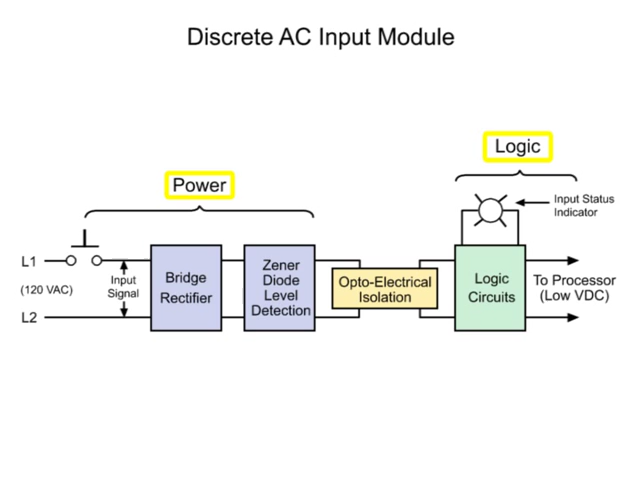 Discrete AC Input Module
Logic
Power
Input Status
Indicator
L1
(120 VAC)
L2
Input
Signal
Bridge
Rectifier
Zener
Diode
Level
Detection
Opto-Electrical
Isolation
Logic
Circuits
To Processor
(Low VDC)